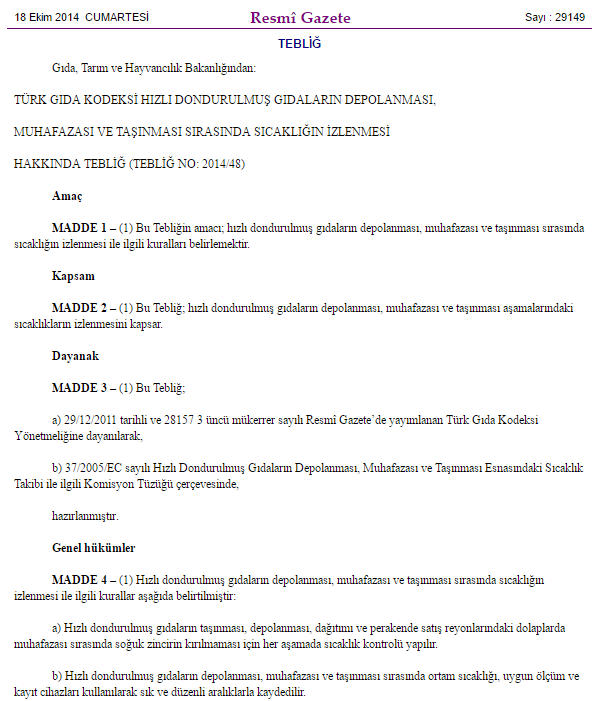 18 Ekim 2014 CUMARTESİ Resmî Gazete Sayı : 29149
TEBLİĞ
Gıda, Tarım ve Hayvancılık Bakanlığından:
TÜRK GIDA KODEKSİ HIZLI DONDURULMUŞ GIDALARIN DEPOLANMASI,
MUHAFAZASI VE TAŞINMASI SIRASINDA SICAKLIĞIN İZLENMESİ
HAKKINDA TEBLİĞ (TEBLİĞ NO: 2014/48)
Amaç
MADDE 1 – (1) Bu Tebliğin amacı; hızlı dondurulmuş gıdaların depolanması, muhafazası ve taşınması sırasında
sıcaklığın izlenmesi ile ilgili kuralları belirlemektir.
Kapsam
MADDE 2 – (1) Bu Tebliğ; hızlı dondurulmuş gıdaların depolanması, muhafazası ve taşınması aşamalarındaki
sıcaklıkların izlenmesini kapsar.
Dayanak
MADDE 3 – (1) Bu Tebliğ;
a) 29/12/2011 tarihli ve 28157 3 üncü mükerrer sayılı Resmî Gazete’de yayımlanan Türk Gıda Kodeksi
Yönetmeliğine dayanılarak,
b) 37/2005/EC sayılı Hızlı Dondurulmuş Gıdaların Depolanması, Muhafazası ve Taşınması Esnasındaki Sıcaklık
Takibi ile ilgili Komisyon Tüzüğü çerçevesinde,
hazırlanmıştır.
Genel hükümler
MADDE 4 – (1) Hızlı dondurulmuş gıdaların depolanması, muhafazası ve taşınması sırasında sıcaklığın
izlenmesi ile ilgili kurallar aşağıda belirtilmiştir:
a) Hızlı dondurulmuş gıdaların taşınması, depolanması, dağıtımı ve perakende satış reyonlarındaki dolaplarda
muhafazası sırasında soğuk zincirin kırılmaması için her aşamada sıcaklık kontrolü yapılır.
b) Hızlı dondurulmuş gıdaların depolanması, muhafazası ve taşınması sırasında ortam sıcaklığı, uygun ölçüm ve
kayıt cihazları kullanılarak sık ve düzenli aralıklarla kaydedilir.